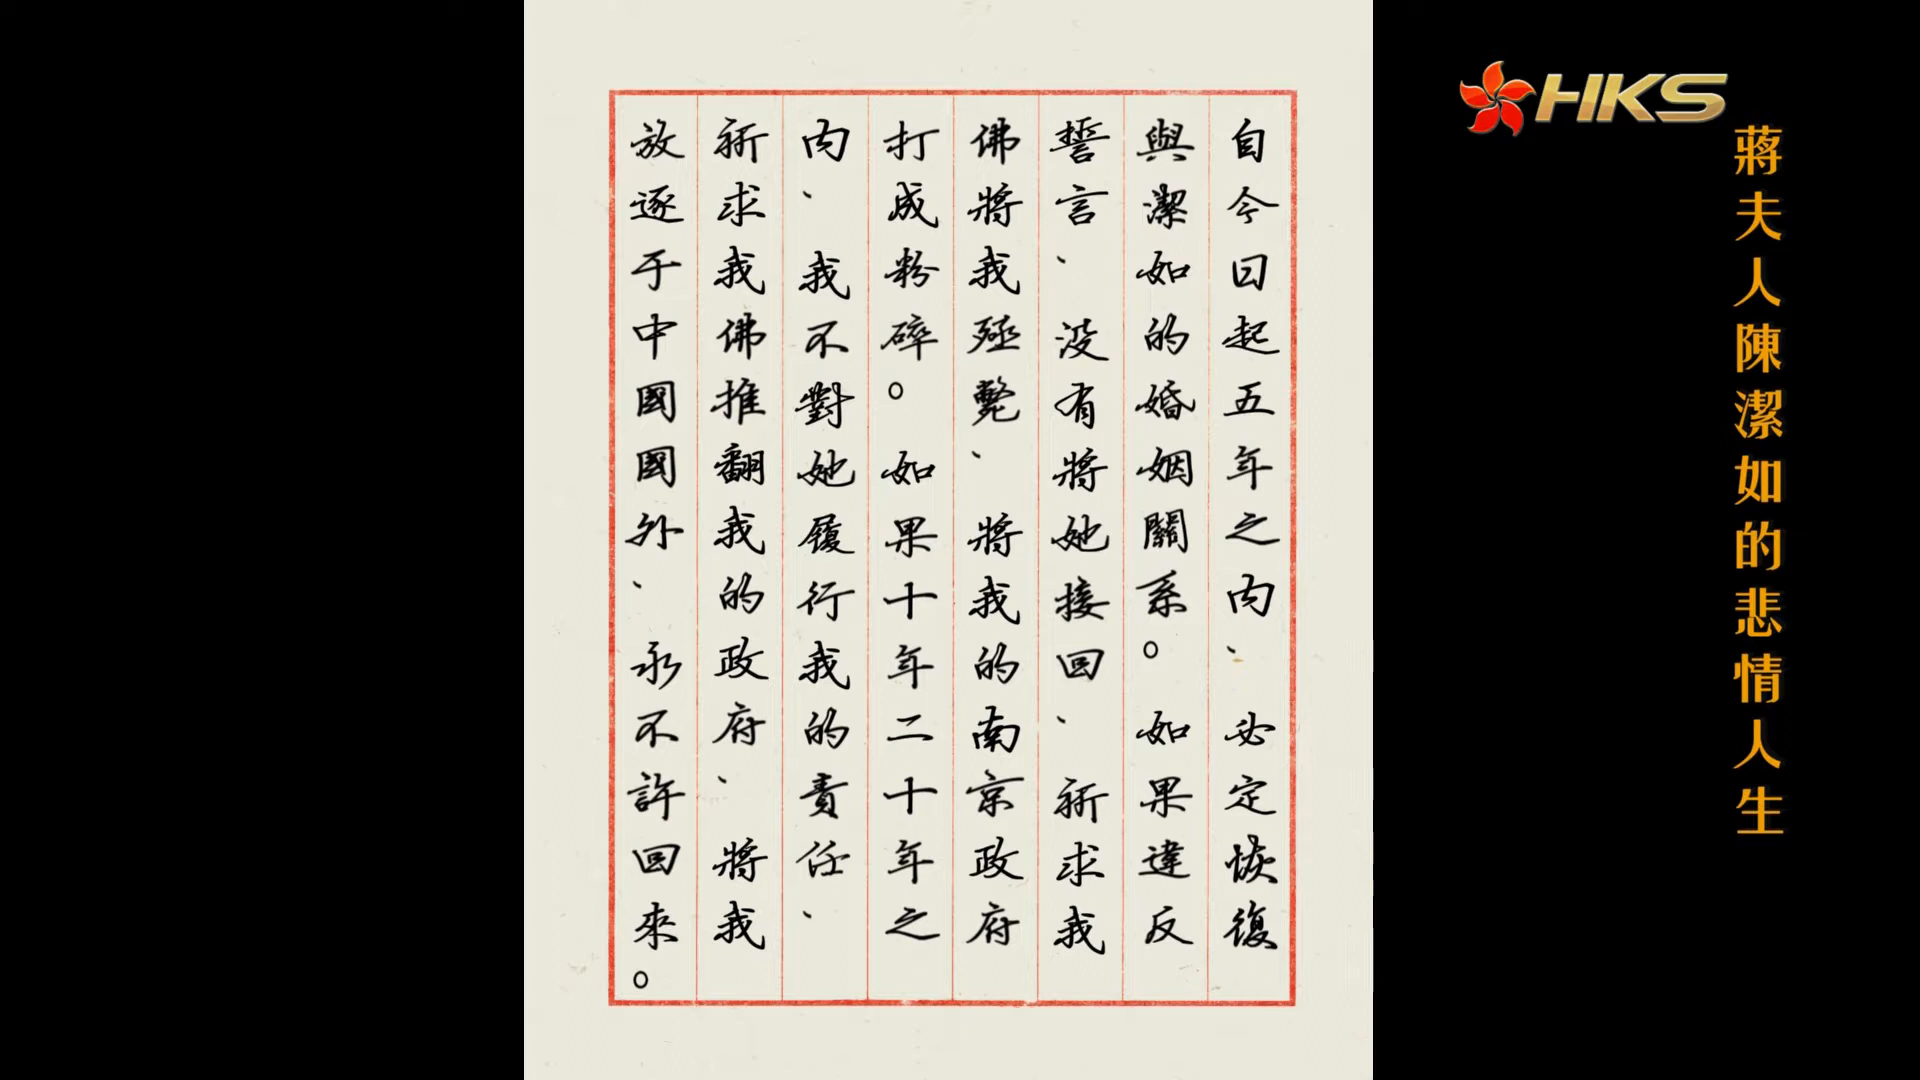 HKS
蔣夫人陳潔如的悲情人生
自今日起五年之內、必定恢復
與潔如的婚姻關系。如果違反
誓言、沒有將她接回、祈求我
佛將我殛斃、將我的南京政府
打成粉碎。如果十年二十年之
內、我不對她履行我的責任、
祈求我佛推翻我的政府、將我
放逐于中國國外、永不許回來。